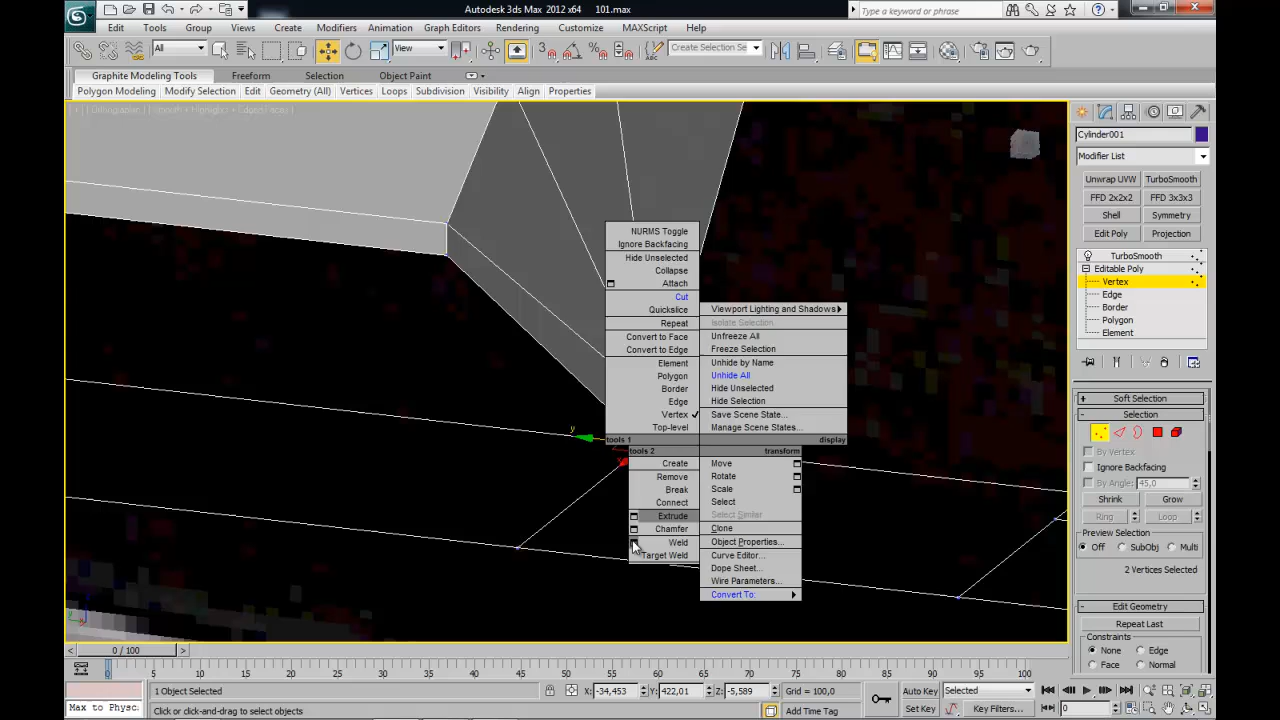 Autodesk 3ds Max 2012 x64 101.max
Type a keyword or phrase
Edit Tools Group Views Create Modifiers Animation Graph Editors Rendering Customize MAXScript Help
All View Create Selection Se
Graphite Modeling Tools Freeform Selection Object Paint
Polygon Modeling Modify Selection Edit Geometry (All) Vertices Loops Subdivision Visibility Align Properties
Cylinder001
Modifier List
Unwrap UVW TurboSmooth
FFD 2x2x2 FFD 3x3x3
Shell Symmetry
Edit Poly Projection
TurboSmooth
Editable Poly
Vertex
Edge
Border
Polygon
Element
Soft Selection
Selection
By Vertex
Ignore Backfacing
By Angle: 45,0
Shrink Grow
Ring Loop
Preview Selection
Off SubObj Multi
2 Vertices Selected
Edit Geometry
Repeat Last
Constraints
None Edge
Face Normal
NURMS Toggle
Ignore Backfacing
Hide Unselected
Collapse
Attach
Cut
Quickslice
Repeat
Convert to Face
Convert to Edge
Element
Polygon
Border
Edge
Vertex
Top-level
tools 1
Viewport Lighting and Shadows
Isolate Selection
Unfreeze All
Freeze Selection
Unhide by Name
Unhide All
Hide Unselected
Hide Selection
Save Scene State...
Manage Scene States...
display
tools 2
Create
Remove
Break
Connect
Extrude
Chamfer
Weld
Target Weld
transform
Move
Rotate
Scale
Select
Select Similar
Clone
Object Properties...
Curve Editor...
Dope Sheet...
Wire Parameters...
Convert To:
y
x
0 / 100
0 5 10 15 20 25 30 35 40 45 50 55 60 65 70 75 80 85 90 95 100
1 Object Selected X: -34,453 Y: 422,01 Z: -5,589 Grid = 100,0 Auto Key Selected
Max to Physc Click or click-and-drag to select objects Add Time Tag Set Key Key Filters... 0